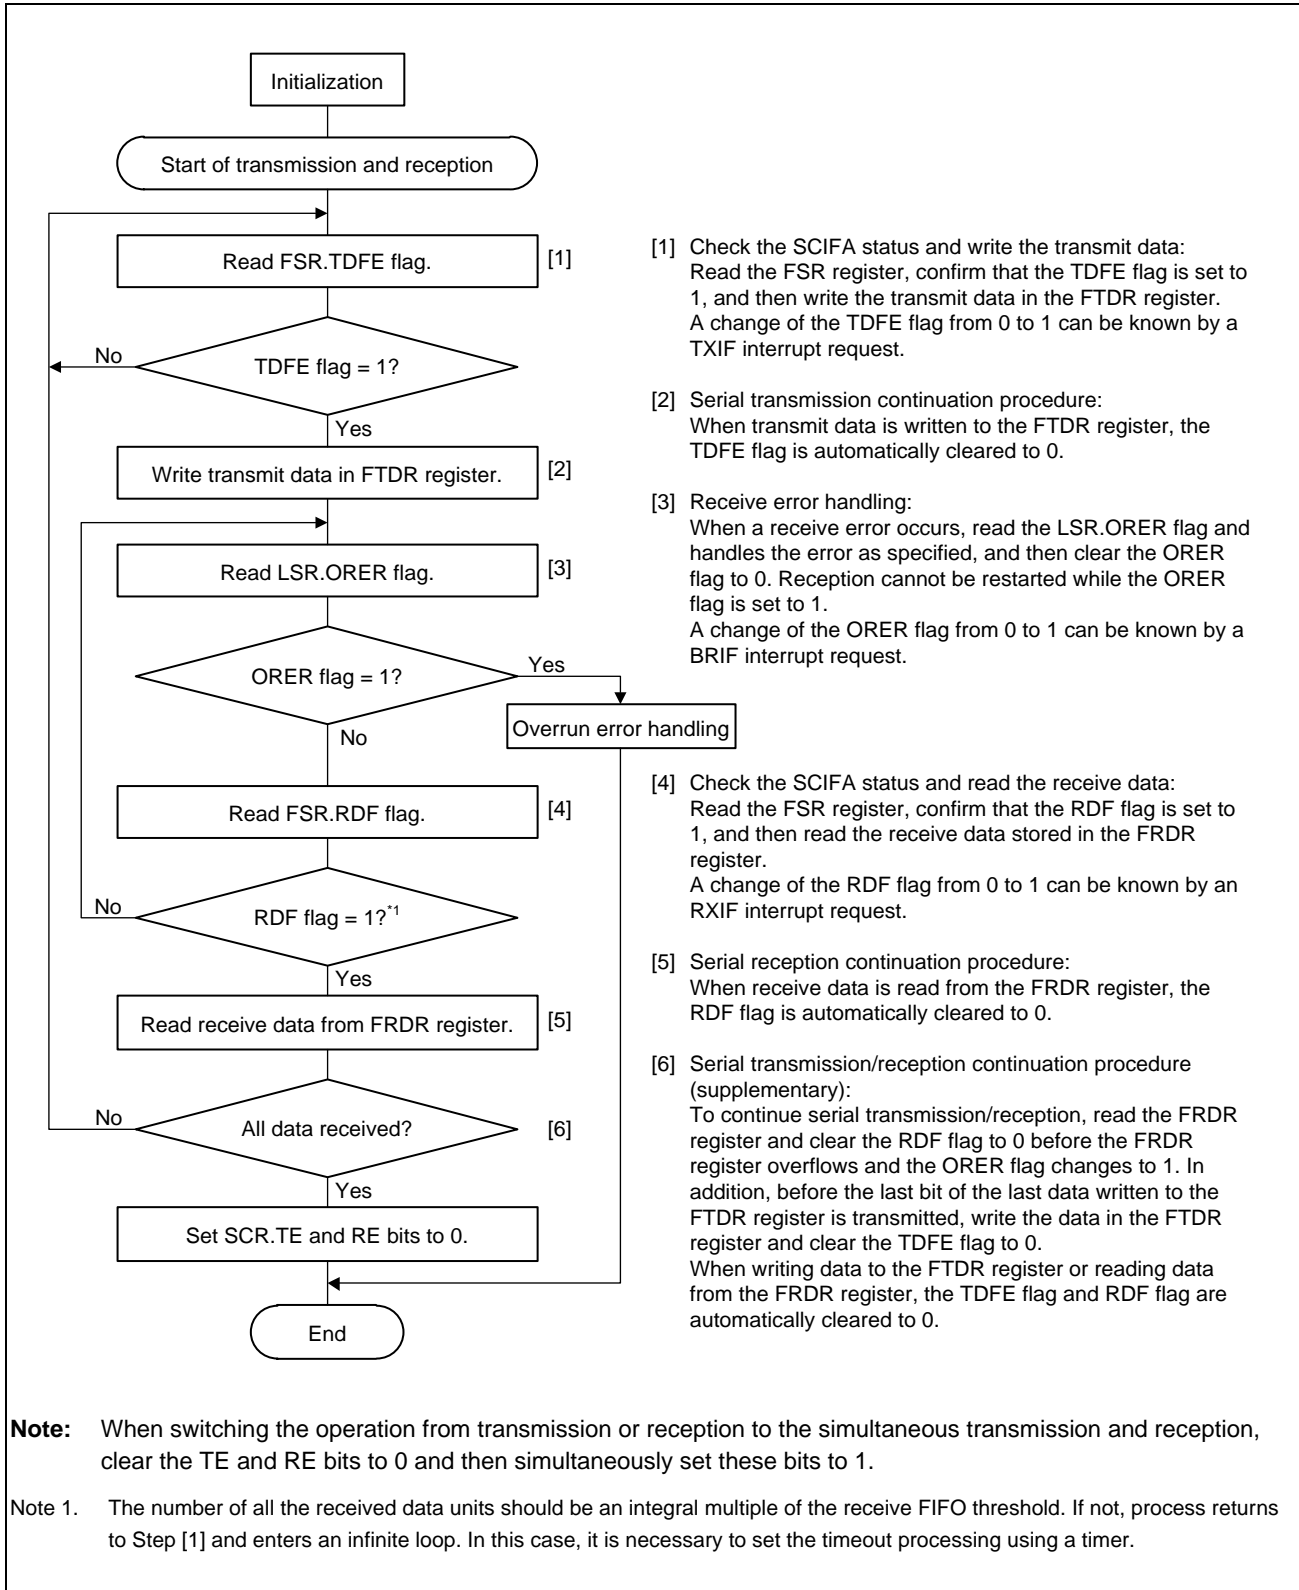 Initialization
Start of transmission and reception
Read FSR.TDFE flag.
[1]
TDFE flag = 1?
No
Yes
Write transmit data in FTDR register.
[2]
Read LSR.ORER flag.
[3]
ORER flag = 1?
Yes
No
Overrun error handling
Read FSR.RDF flag.
[4]
RDF flag = 1?*1
No
Yes
Read receive data from FRDR register.
[5]
All data received?
No
[6]
Yes
Set SCR.TE and RE bits to 0.
End
[1] Check the SCIFA status and write the transmit data:
Read the FSR register, confirm that the TDFE flag is set to
1, and then write the transmit data in the FTDR register.
A change of the TDFE flag from 0 to 1 can be known by a
TXIF interrupt request.
[2] Serial transmission continuation procedure:
When transmit data is written to the FTDR register, the
TDFE flag is automatically cleared to 0.
[3] Receive error handling:
When a receive error occurs, read the LSR.ORER flag and
handles the error as specified, and then clear the ORER
flag to 0. Reception cannot be restarted while the ORER
flag is set to 1.
A change of the ORER flag from 0 to 1 can be known by a
BRIF interrupt request.
[4] Check the SCIFA status and read the receive data:
Read the FSR register, confirm that the RDF flag is set to
1, and then read the receive data stored in the FRDR
register.
A change of the RDF flag from 0 to 1 can be known by an
RXIF interrupt request.
[5] Serial reception continuation procedure:
When receive data is read from the FRDR register, the
RDF flag is automatically cleared to 0.
[6] Serial transmission/reception continuation procedure
(supplementary):
To continue serial transmission/reception, read the FRDR
register and clear the RDF flag to 0 before the FRDR
register overflows and the ORER flag changes to 1. In
addition, before the last bit of the last data written to the
FTDR register is transmitted, write the data in the FTDR
register and clear the TDFE flag to 0.
When writing data to the FTDR register or reading data
from the FRDR register, the TDFE flag and RDF flag are
automatically cleared to 0.
Note: When switching the operation from transmission or reception to the simultaneous transmission and reception,
clear the TE and RE bits to 0 and then simultaneously set these bits to 1.
Note 1. The number of all the received data units should be an integral multiple of the receive FIFO threshold. If not, process returns
to Step [1] and enters an infinite loop. In this case, it is necessary to set the timeout processing using a timer.